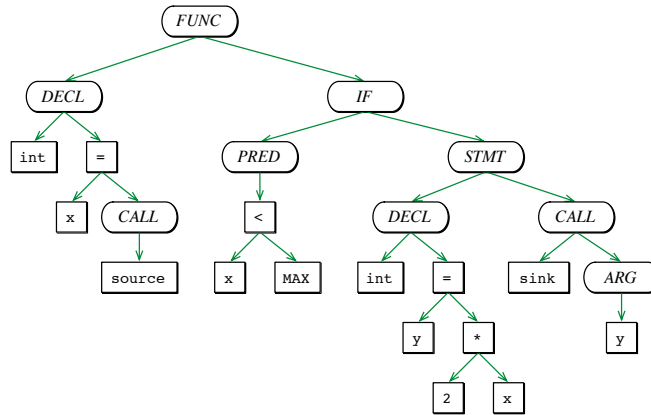 FUNC
DECL IF
int = PRED STMT
x CALL < DECL CALL
source x MAX int = sink ARG
y * y
2 x